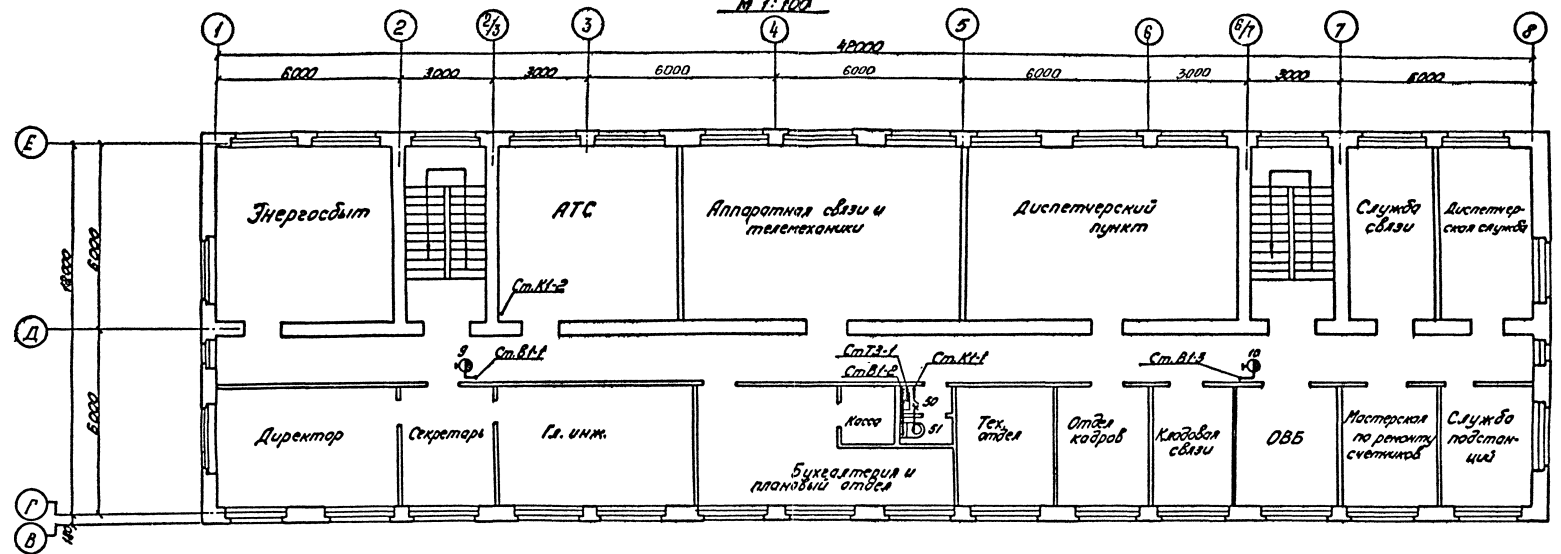 М 1:100
1
2
2/3
3
4
5
6
6/7
7
8
42000
6000
3000
3000
6000
6000
6000
3000
3000
6000
Е
Д
Г
В
12000
6000
6000
Энергосбыт
АТС
Аппаратная связи и
телемеханики
Диспетчерский
пункт
Служба
связи
Диспетчер-
ская служба
Ст.К1-2
9
Ст.В1-1
Ст.Т3-1
Ст.В1-2
Ст.К1-1
Ст.В1-3
10
50
51
Директор
Секретарь
Гл. инж.
Касса
Бухгалтерия и
плановый отдел
Тех.
отдел
Отдел
кадров
Кладовая
связи
ОВБ
Мастерская
по ремонту
счетчиков
Служба
подстан-
ций